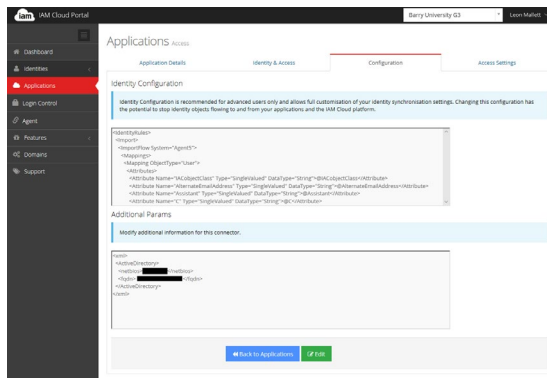 iam IAM Cloud Portal
Barry University G3
Leon Mallett
Dashboard
Identities
Applications
Login Control
Agent
Features
Domains
Support
Applications Access
Application Details
Identity & Access
Configuration
Access Settings
Identity Configuration
Identity Configuration is recommended for advanced users only and allows full customisation of your identity synchronisation settings. Changing this configuration has
the potential to stop identity objects flowing to and from your applications and the IAM Cloud platform.
<IdentityRules>
<Import>
<ImportFlow System="Agent5">
<Mappings>
<Mapping ObjectType="User">
<Attributes>
<Attribute Name="IACobjectClass" Type="SingleValued" DataType="String">@IACobjectClass</Attribute>
<Attribute Name="AlternateEmailAddress" Type="SingleValued" DataType="String">@AlternateEmailAddress</Attribute>
<Attribute Name="Assistant" Type="SingleValued" DataType="String">@Assistant</Attribute>
<Attribute Name="C" Type="SingleValued" DataType="String">@C</Attribute>
Additional Params
Modify additional information for this connector.
<xml>
<ActiveDirectory>
<netbios> </netbios>
<fqdn> </fqdn>
</ActiveDirectory>
</xml>
Back to Applications
Edit